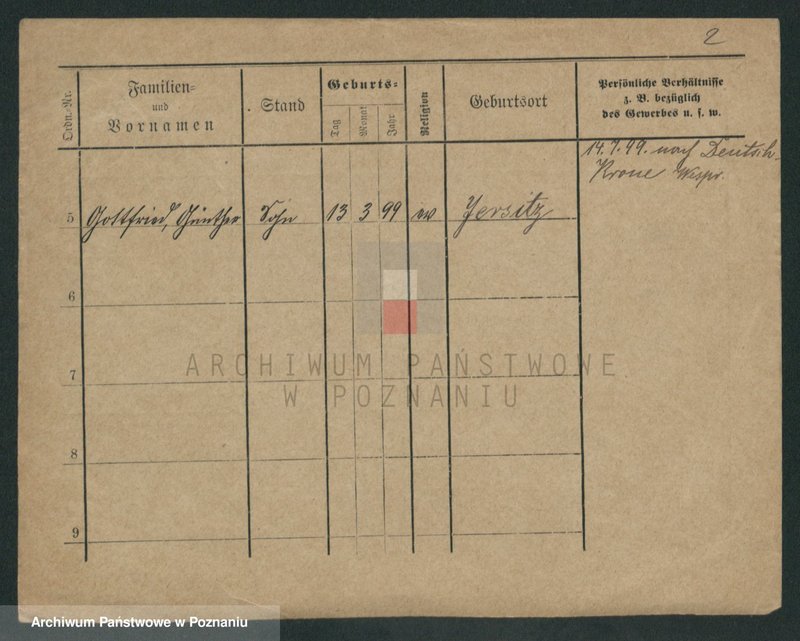 2
Ordn.-Nr.
Familien=
und
Vornamen
Stand
Geburts=
Tag
Monat
Jahr
Religion
Geburtsort
Persönliche Verhältnisse
z. B. bezüglich
des Gewerbes u. s. w.
14.7.99. nach Deutsch-
Krone Wespr.
5 Gottfried, Günther Sohn 13 3 99 ev Jersitz
6
7
8
9
ARCHIWUM PAŃSTWOWE
W POZNANIU
Archiwum Państwowe w Poznaniu